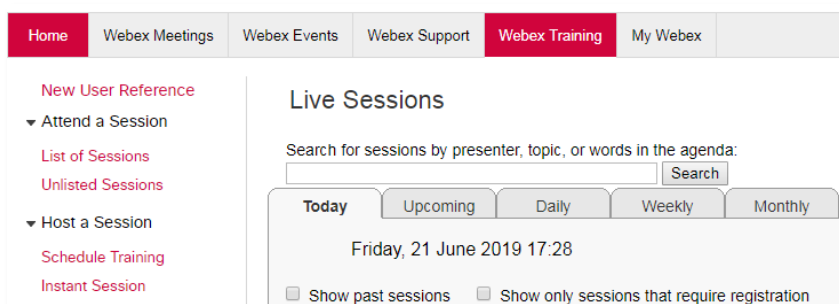 Home Webex Meetings Webex Events Webex Support Webex Training My Webex
New User Reference
Attend a Session
List of Sessions
Unlisted Sessions
Host a Session
Schedule Training
Instant Session
Live Sessions
Search for sessions by presenter, topic, or words in the agenda:
Search
Today Upcoming Daily Weekly Monthly
Friday, 21 June 2019 17:28
Show past sessions Show only sessions that require registration